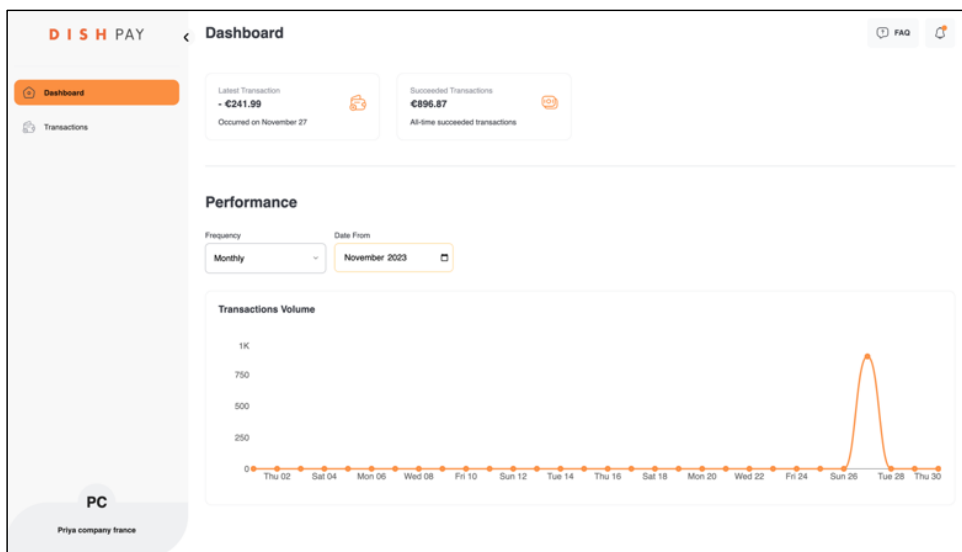 DISH PAY
Dashboard
FAQ
Dashboard
Transactions
Latest Transaction
- €241.99
Occurred on November 27
Succeeded Transactions
€896.87
All-time succeeded transactions
Performance
Frequency
Monthly
Date From
November 2023
Transactions Volume
1K
750
500
250
0
Thu 02 Sat 04 Mon 06 Wed 08 Fri 10 Sun 12 Tue 14 Thu 16 Sat 18 Mon 20 Wed 22 Fri 24 Sun 26 Tue 28 Thu 30
PC
Priya company france